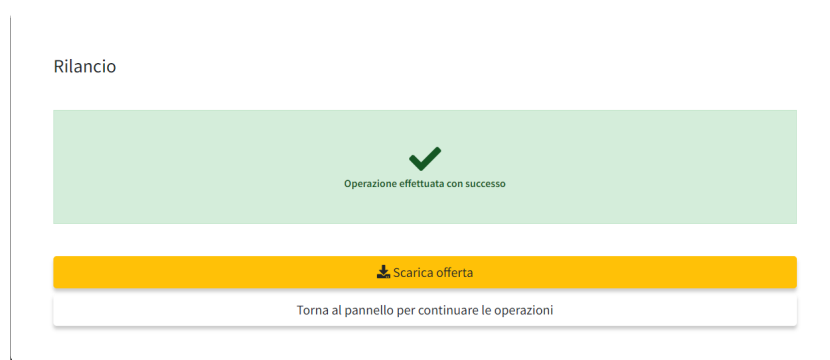 Rilancio
Operazione effettuata con successo
Scarica offerta
Torna al pannello per continuare le operazioni